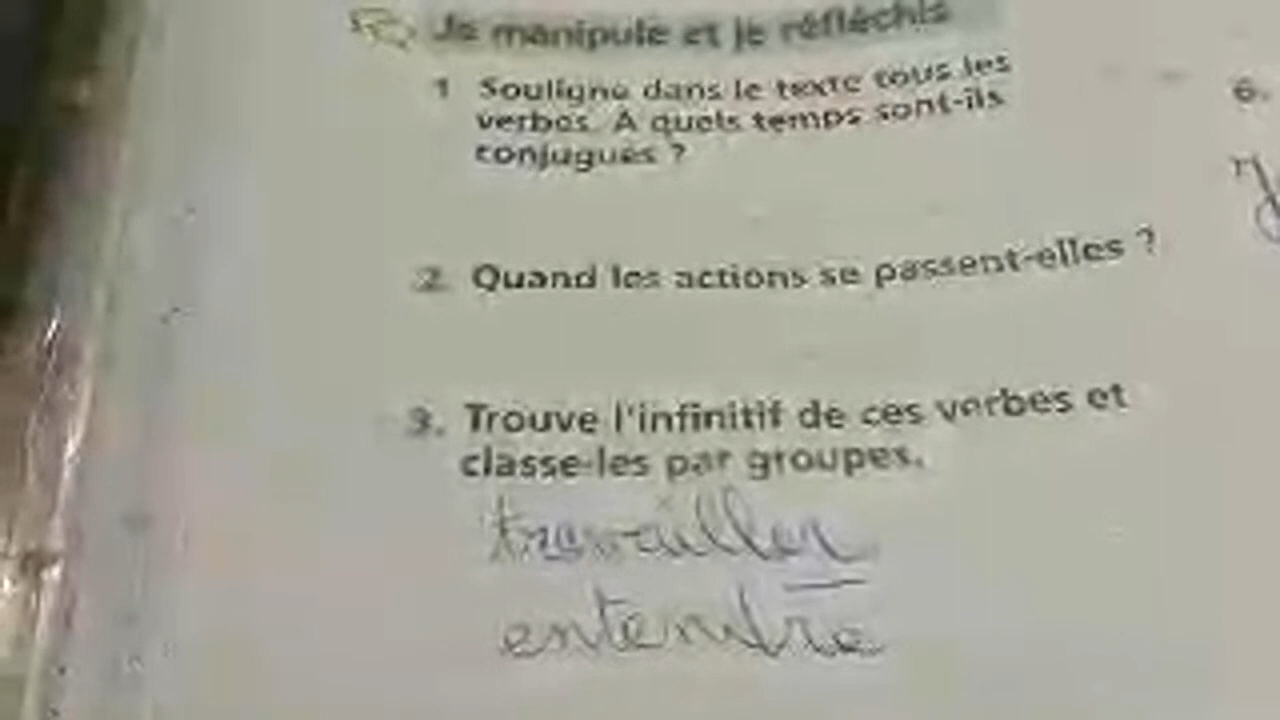 Je manipule et je réfléchis
1 Souligne dans le texte tous les
verbes. A quels temps sont-ils
conjugués ?
6.
2. Quand les actions se passent-elles ?
3. Trouve l'infinitif de ces verbes et
classe-les par groupes.
travailler
entendre